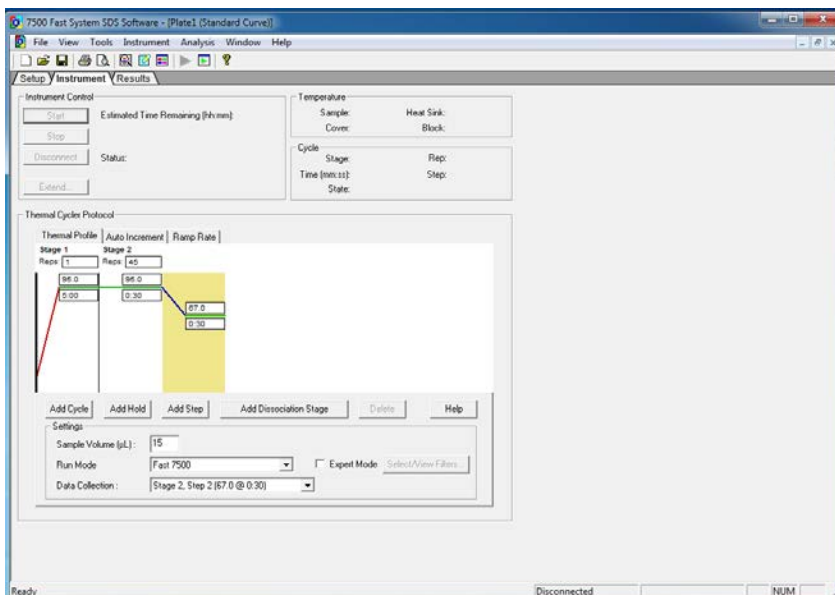 7500 Fast System SDS Software - [Plate1 (Standard Curve)]
File View Tools Instrument Analysis Window Help
Setup Instrument Results
Instrument Control
Start Estimated Time Remaining (hh:mm):
Stop
Disconnect Status:
Extend...
Temperature
Sample: Heat Sink:
Cover: Block:
Cycle
Stage: Rep:
Time (mm:ss): Step:
State:
Thermal Cycler Protocol
Thermal Profile Auto Increment Ramp Rate
Stage 1 Stage 2
Reps: 1 Reps: 45
95.0 95.0
5:00 0:30
67.0
0:30
Add Cycle Add Hold Add Step Add Dissociation Stage Delete Help
Settings
Sample Volume (µL) : 15
Run Mode Fast 7500 Expert Mode Select/View Filters...
Data Collection : Stage 2, Step 2 (67.0 @ 0:30)
Ready Disconnected NUM